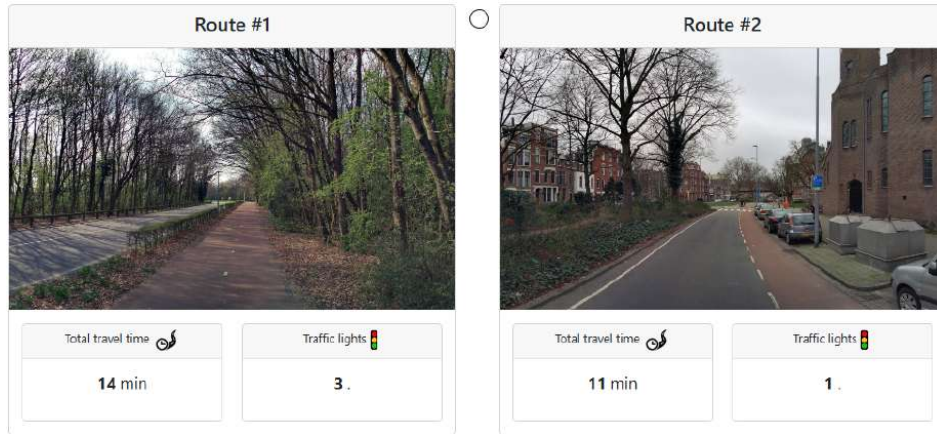 Route #1
Total travel time
Traffic lights
14 min
3 .
Route #2
Total travel time
Traffic lights
11 min
1 .